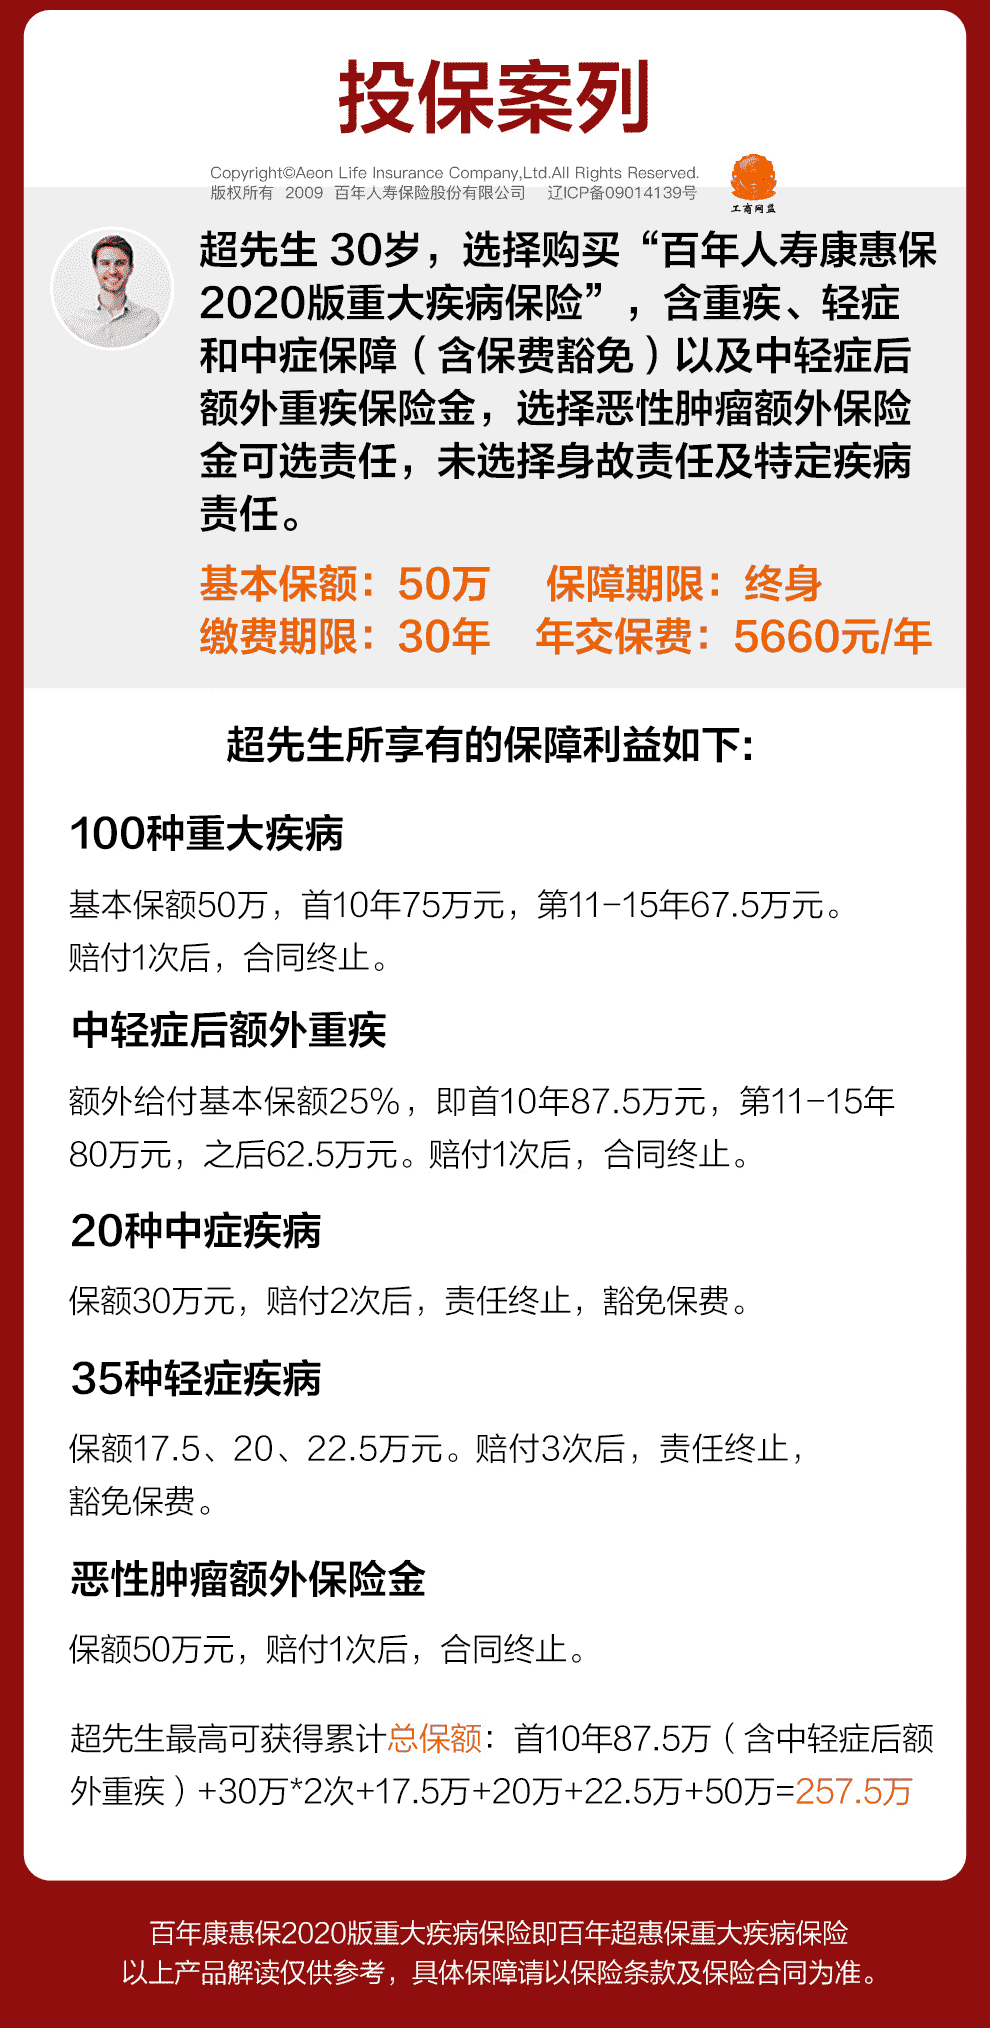 投保案列
Copyright©Aeon Life Insurance Company,Ltd.All Rights Reserved.
版权所有 2009 百年人寿保险股份有限公司 辽ICP备09014139号
工商网监
超先生 30岁，选择购买“百年人寿康惠保
2020版重大疾病保险”，含重疾、轻症
和中症保障（含保费豁免）以及中轻症后
额外重疾保险金，选择恶性肿瘤额外保险
金可选责任，未选择身故责任及特定疾病
责任。
基本保额：50万 保障期限：终身
缴费期限：30年 年交保费：5660元/年
超先生所享有的保障利益如下：
100种重大疾病
基本保额50万，首10年75万元，第11-15年67.5万元。
赔付1次后，合同终止。
中轻症后额外重疾
额外给付基本保额25%，即首10年87.5万元，第11-15年
80万元，之后62.5万元。赔付1次后，合同终止。
20种中症疾病
保额30万元，赔付2次后，责任终止，豁免保费。
35种轻症疾病
保额17.5、20、22.5万元。赔付3次后，责任终止，
豁免保费。
恶性肿瘤额外保险金
保额50万元，赔付1次后，合同终止。
超先生最高可获得累计总保额：首10年87.5万（含中轻症后额
外重疾）+30万*2次+17.5万+20万+22.5万+50万=257.5万
百年康惠保2020版重大疾病保险即百年超惠保重大疾病保险
以上产品解读仅供参考，具体保障请以保险条款及保险合同为准。